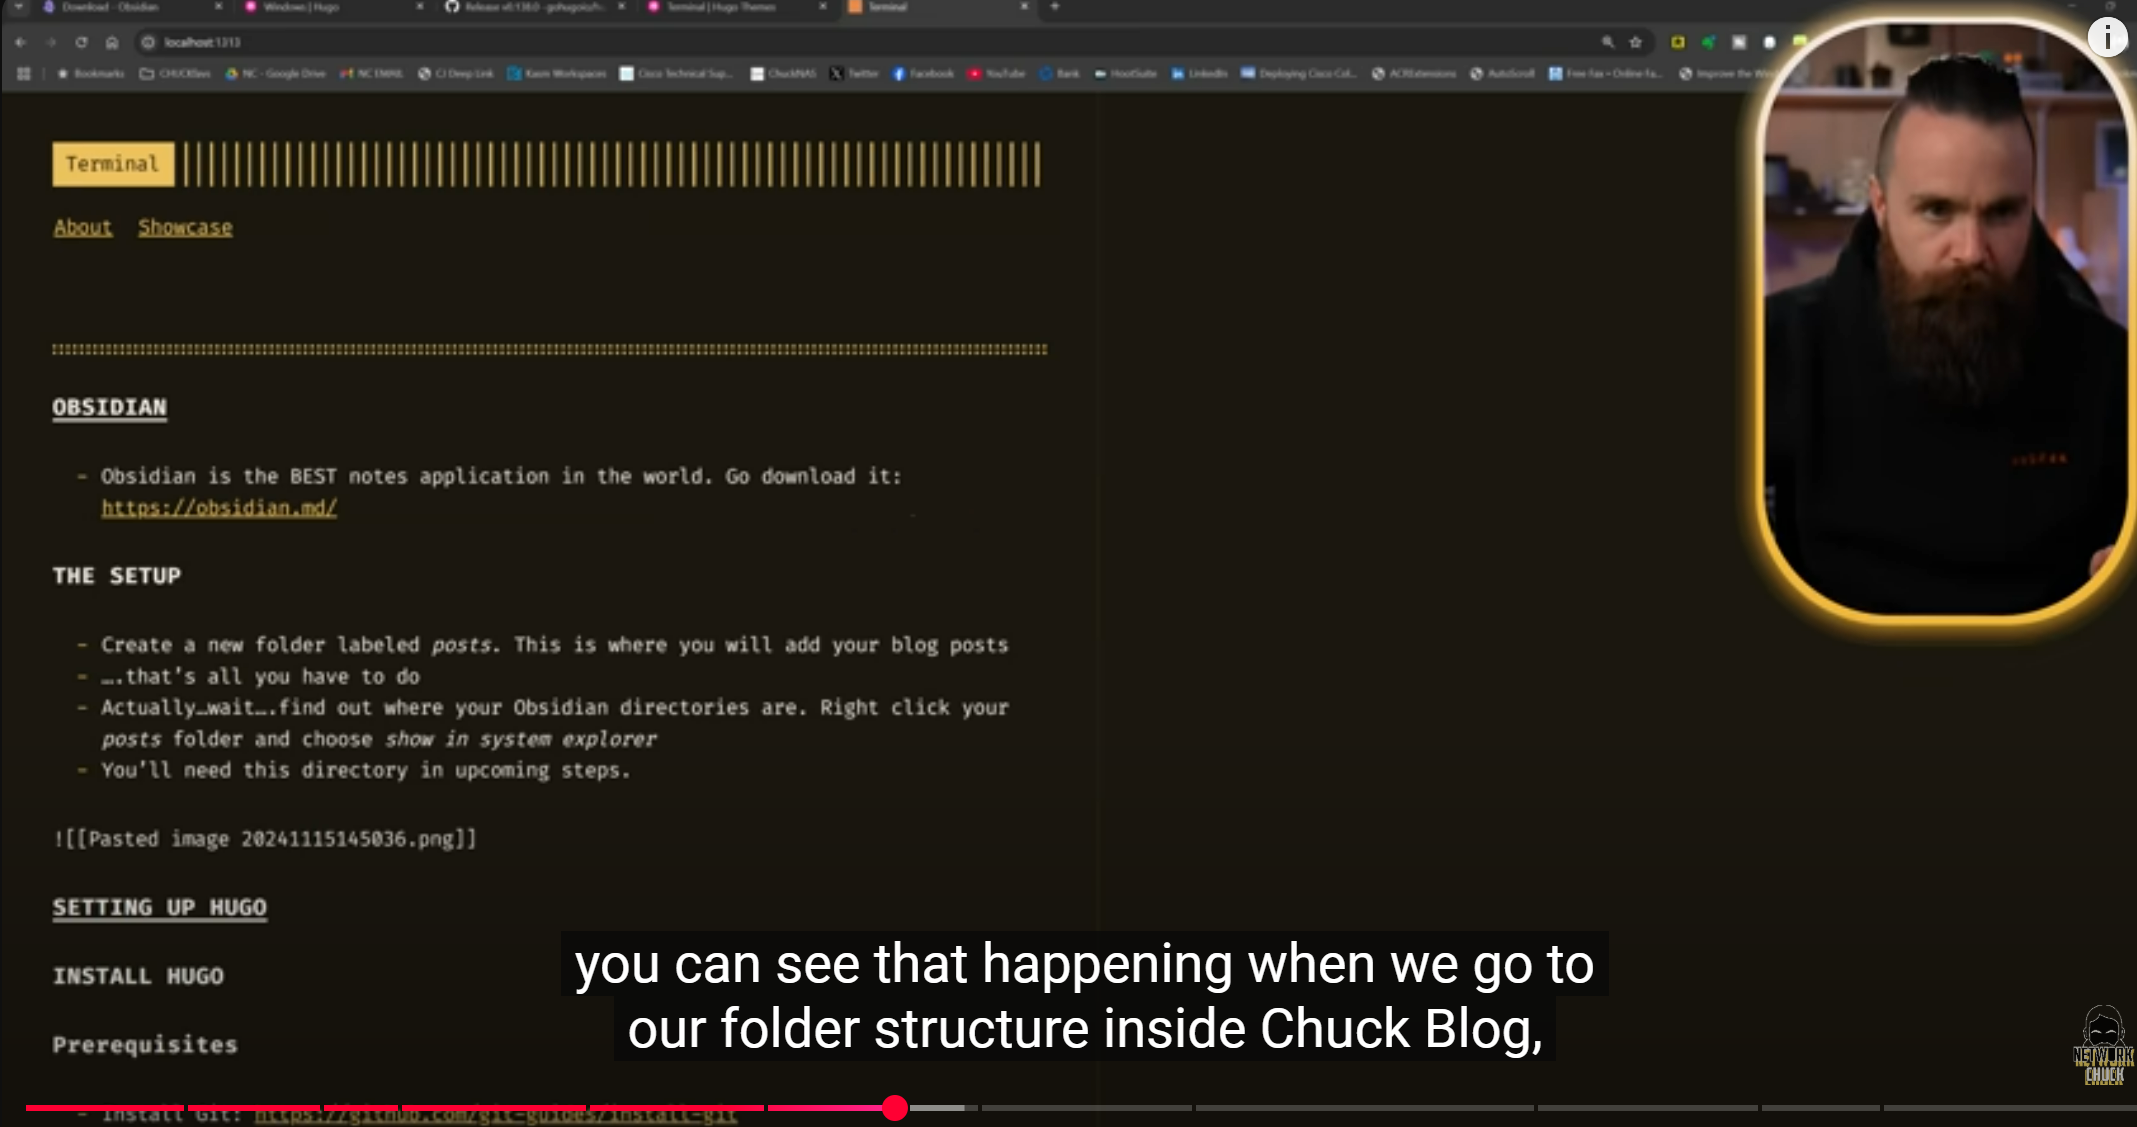 Download - Obsidian
Windows | Hugo
Release v0.138.0 - gohugoio/h
Terminal | Hugo Themes
Terminal
localhost:1313
Bookmarks
NC - Google Drive
NC EMAIL
CJ Deep Link
Kasm Workspaces
Cisco Technical Sup...
ChuckNAS
Twitter
Facebook
YouTube
Bank
HootSuite
LinkedIn
Deploying Cisco Col...
AutoScroll
Free Fax - Online Fa...
Improve the
Terminal
About Showcase
OBSIDIAN
- Obsidian is the BEST notes application in the world. Go download it:
https://obsidian.md/
THE SETUP
- Create a new folder labeled posts. This is where you will add your blog posts
- ….that's all you have to do
- Actually…wait….find out where your Obsidian directories are. Right click your
posts folder and choose show in system explorer
- You'll need this directory in upcoming steps.
![[Pasted image 20241115145036.png]]
SETTING UP HUGO
INSTALL HUGO
Prerequisites
you can see that happening when we go to
our folder structure inside Chuck Blog,
- Install Git: https://github.com/git-guides/install-git
NETWORK
CHUCK